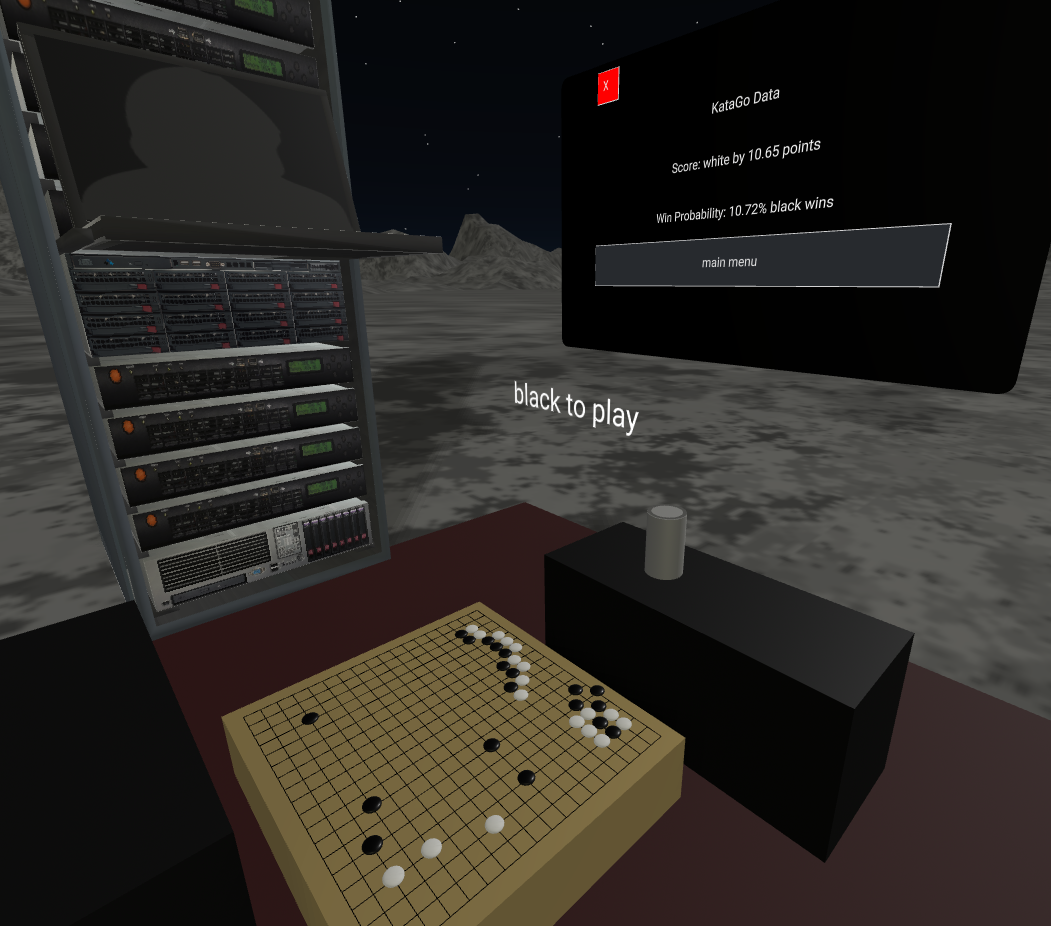 X
KataGo Data
Score: white by 10.65 points
Win Probability: 10.72% black wins
main menu
black to play